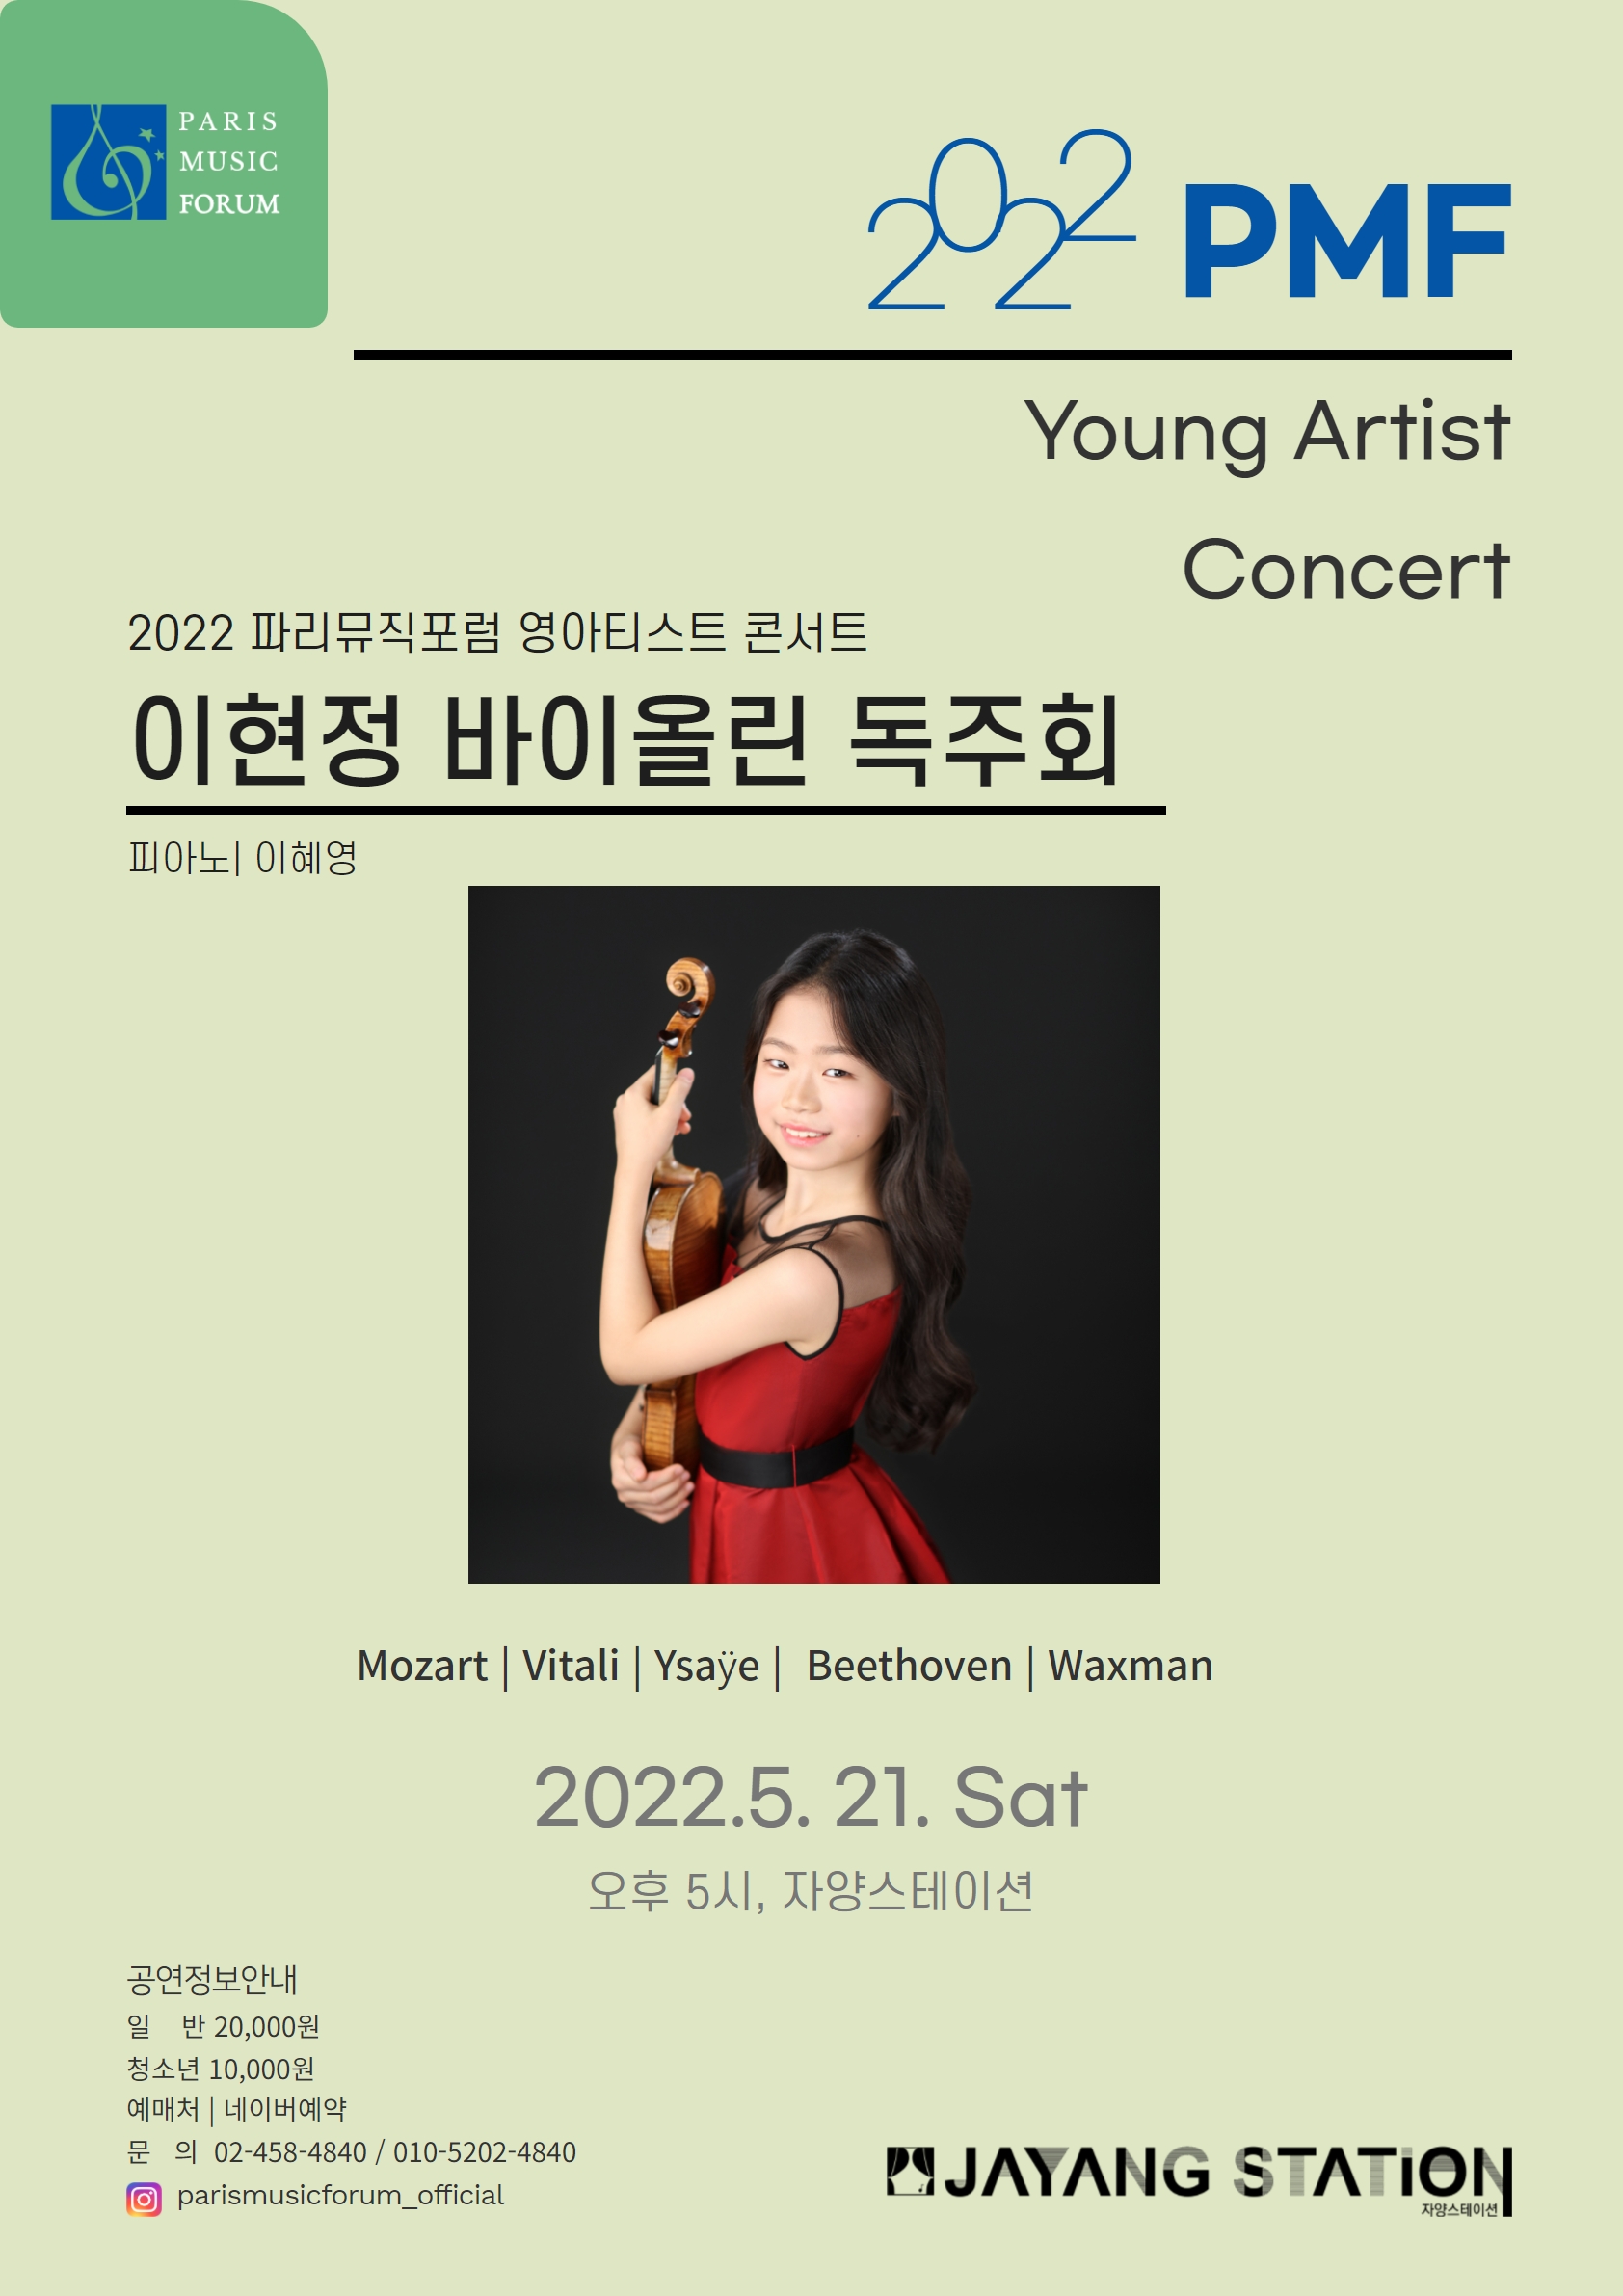 PARIS
MUSIC
FORUM
2022 PMF
Young Artist
Concert
2022 파리뮤직포럼 영아티스트 콘서트
이현정 바이올린 독주회
피아노| 이혜영
Mozart | Vitali | Ysaÿe | Beethoven | Waxman
2022.5. 21. Sat
오후 5시, 자양스테이션
공연정보안내
일 반 20,000원
청소년 10,000원
예매처 | 네이버예약
문 의 02-458-4840 / 010-5202-4840
parismusicforum_official
JAYANG STATiON
자양스테이션